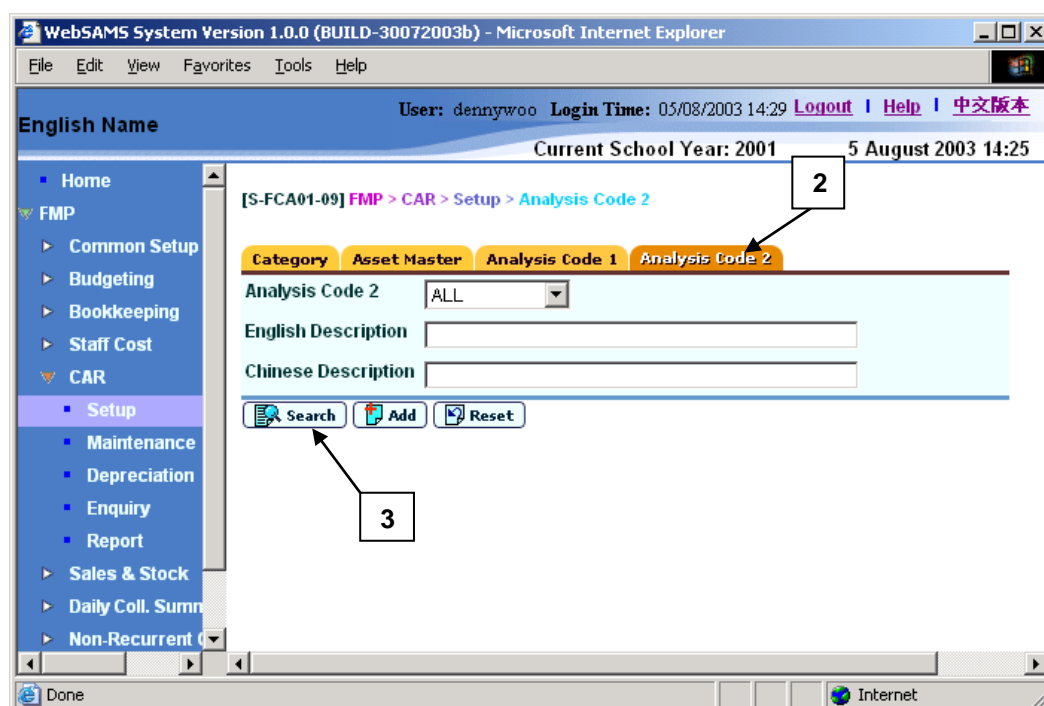 WebSAMS System Version 1.0.0 (BUILD-30072003b) - Microsoft Internet Explorer
File Edit View Favorites Tools Help
User: dennywoo Login Time: 05/08/2003 14:29 Logout | Help | 中文版本
English Name
Current School Year: 2001 5 August 2003 14:25
Home
FMP
Common Setup
Budgeting
Bookkeeping
Staff Cost
CAR
Setup
Maintenance
Depreciation
Enquiry
Report
Sales & Stock
Daily Coll. Summ
Non-Recurrent
[S-FCA01-09] FMP > CAR > Setup > Analysis Code 2
2
Category Asset Master Analysis Code 1 Analysis Code 2
Analysis Code 2 ALL
English Description
Chinese Description
Search Add Reset
3
Done Internet